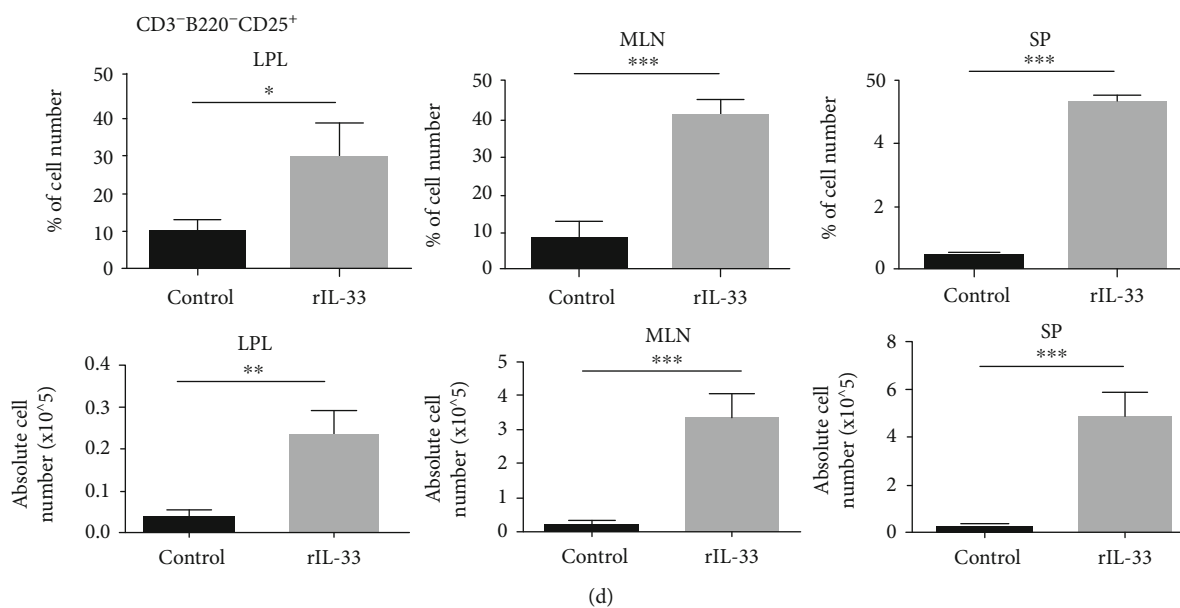 CD3⁻B220⁻CD25⁺
LPL
*
% of cell number
50
40
30
20
10
0
Control
rIL-33
MLN
***
% of cell number
50
40
30
20
10
0
Control
rIL-33
SP
***
% of cell number
50
4
2
0
Control
rIL-33
LPL
**
Absolute cell
number (x10^5)
0.4
0.3
0.2
0.1
0.0
Control
rIL-33
MLN
***
Absolute cell
number (x10^5)
5
4
3
2
1
0
Control
rIL-33
SP
***
Absolute cell
number (x10^5)
8
6
4
2
0
Control
rIL-33
(d)